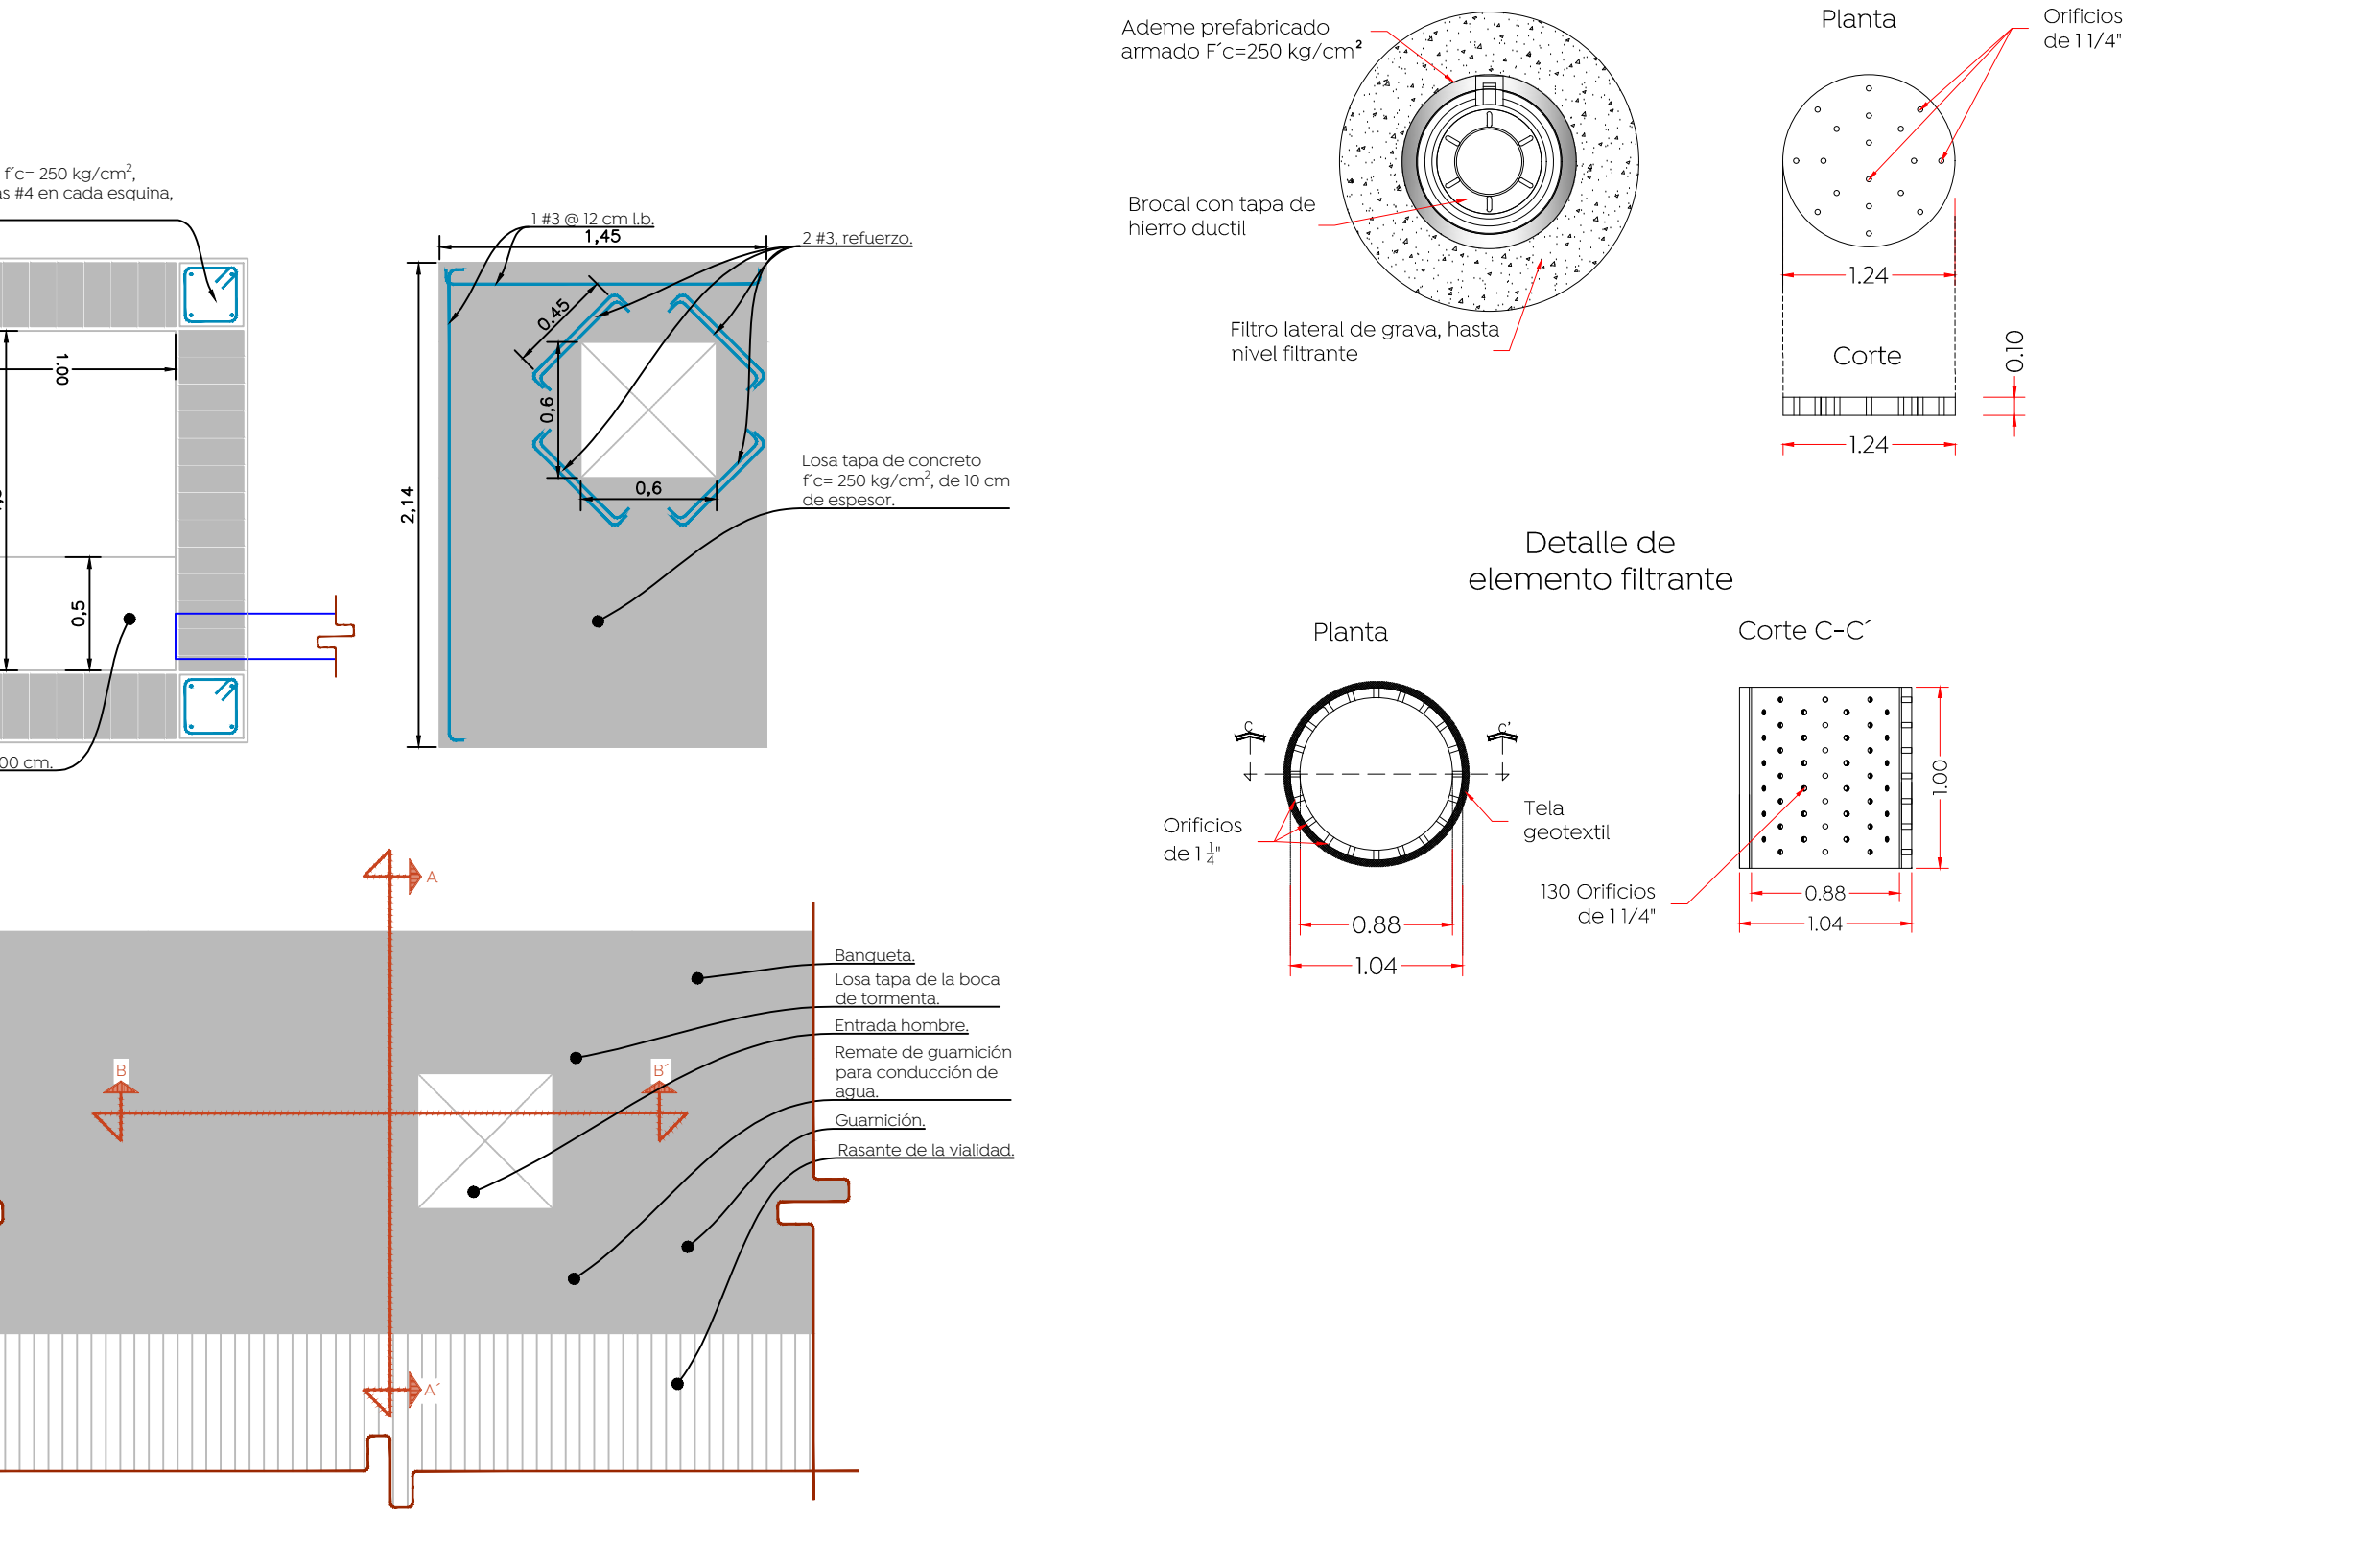 f´c= 250 kg/cm²,
as #4 en cada esquina,
1.00
0,5
00 cm.
1 #3 @ 12 cm l.b.
1,45
2 #3, refuerzo.
0.45
0,6
0,6
2,14
Losa tapa de concreto
f´c= 250 kg/cm², de 10 cm
de espesor.
Ademe prefabricado
armado F´c=250 kg/cm²
Brocal con tapa de
hierro ductil
Filtro lateral de grava, hasta
nivel filtrante
Planta
Orificios
de 1 1/4"
1.24
Corte
0.10
1.24
Detalle de
elemento filtrante
Planta
C
C'
Orificios
de 1 1/4"
Tela
geotextil
0.88
1.04
Corte C-C´
1.00
130 Orificios
de 1 1/4"
0.88
1.04
A
B
B´
A´
Banqueta.
Losa tapa de la boca
de tormenta.
Entrada hombre.
Remate de guarnición
para conducción de
agua.
Guarnición.
Rasante de la vialidad.